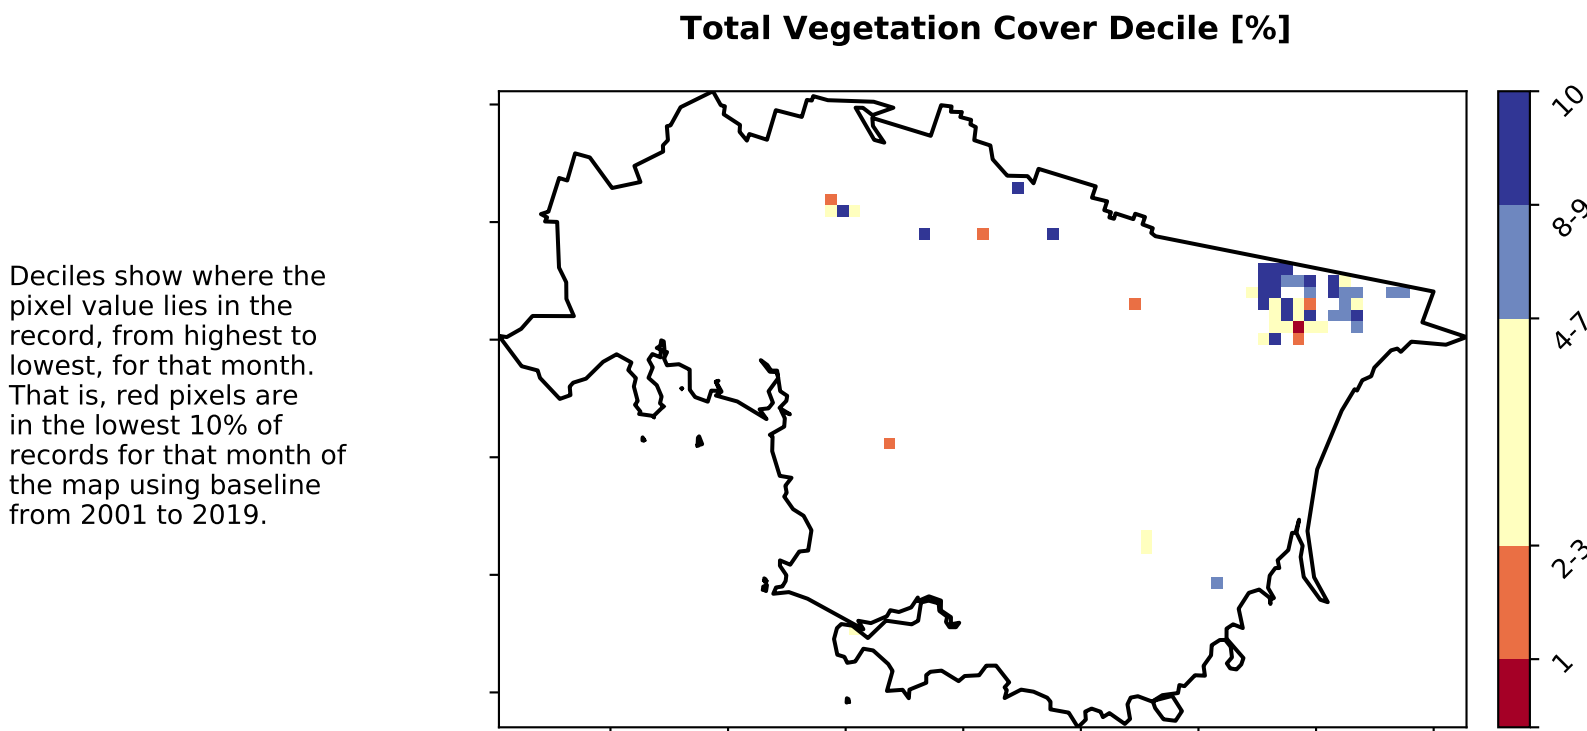 Total Vegetation Cover Decile [%]
Deciles show where the
pixel value lies in the
record, from highest to
lowest, for that month.
That is, red pixels are
in the lowest 10% of
records for that month of
the map using baseline
from 2001 to 2019.
10
8-9
4-7
2-3
1